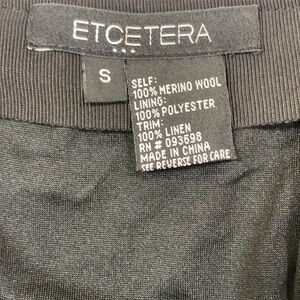 ETCETERA
S
SELF:
100% MERINO WOOL
LINING:
100% POLYESTER
TRIM:
100% LINEN
RN # 093698
MADE IN CHINA
SEE REVERSE FOR CARE